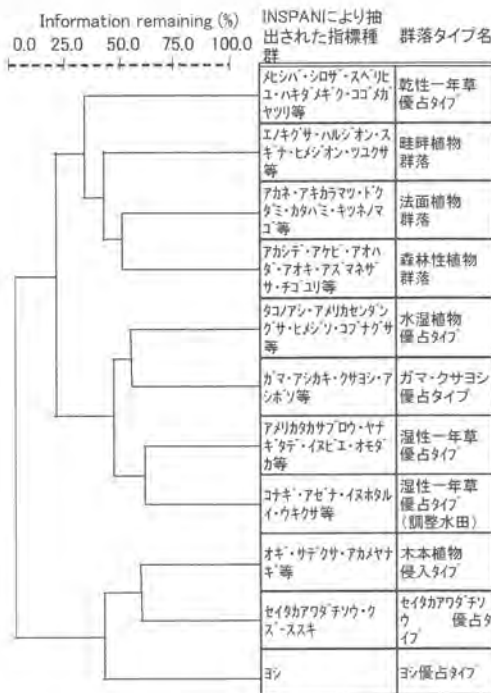 Information remaining (%)
0.0 25.0 50.0 100.0
INSPANにより抽
出された指標種
群
群落タイプ名
メヒシバ・シロザ・スベリヒ
ユ・ハキダメギク・コゴメガ
ヤツリ等
乾性一年草
優占タイプ
エノキグサ・ハルジオン・ス
ギナ・ヒメジオン・ツユクサ
等
畦畔植物
群落
アカネ・アキカラマツ・ドク
ダミ・カタバミ・キツネノマ
ゴ等
法面植物
群落
アカシデ・アケビ・アオハ
ダ・アオキ・アズマネザ
サ・チゴユリ等
森林性植物
群落
タコノアシ・アメリカセンダン
グサ・ヒメジソ・コブナグサ
等
水湿植物
優占タイプ
ガマ・アシカキ・クサヨシ・ア
シボソ等
ガマ・クサヨシ
優占タイプ
アメリカタカサブロウ・ヤナ
ギタデ・イヌビエ・オモダ
カ等
湿性一年草
優占タイプ
コナギ・アゼナ・イヌホタル
イ・ウキクサ等
湿性一年草
優占タイプ
(調整水田)
オギ・サデクサ・アカメヤナ
ギ等
木本植物
侵入タイプ
セイタカアワダチソウ・ク
ズ・ススキ
セイタカアワダチソ
ウ 優占タ
イプ
ヨシ
ヨシ優占タイプ